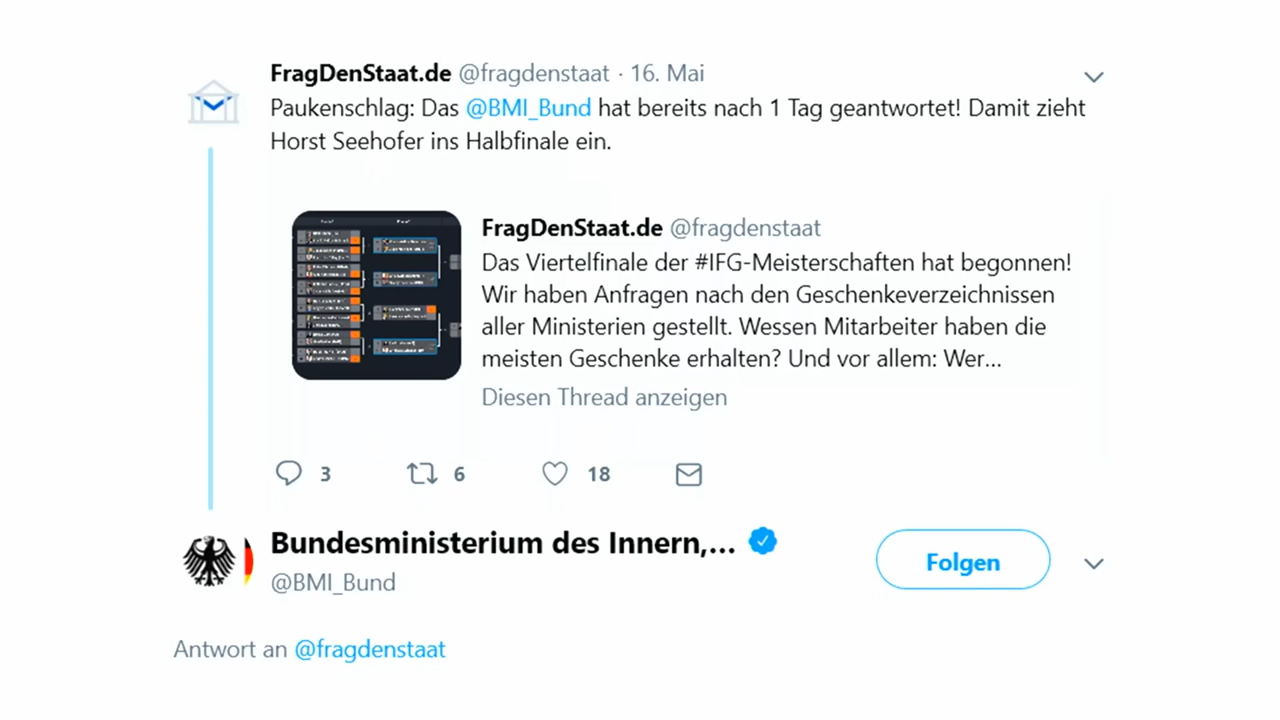 FragDenStaat.de @fragdenstaat · 16. Mai
Paukenschlag: Das @BMI_Bund hat bereits nach 1 Tag geantwortet! Damit zieht
Horst Seehofer ins Halbfinale ein.
FragDenStaat.de @fragdenstaat
Das Viertelfinale der #IFG-Meisterschaften hat begonnen!
Wir haben Anfragen nach den Geschenkeverzeichnissen
aller Ministerien gestellt. Wessen Mitarbeiter haben die
meisten Geschenke erhalten? Und vor allem: Wer...
Diesen Thread anzeigen
3 6 18
Bundesministerium des Innern,...
Folgen
@BMI_Bund
Antwort an @fragdenstaat